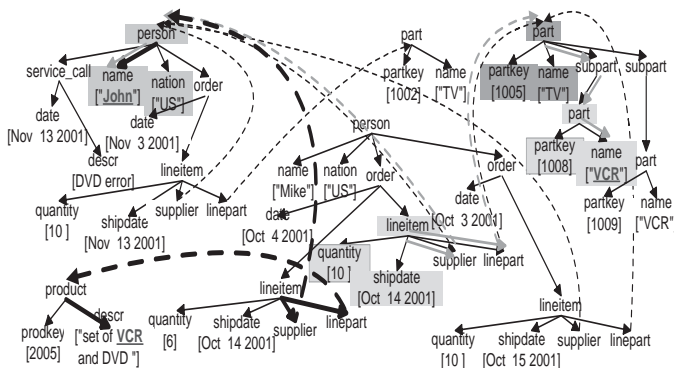 person
part
part
service_call
name
["John"]
nation
["US"]
order
partkey
[1002]
name
["TV"]
partkey
[1005]
name
["TV"]
subpart
subpart
date
[Nov 13 2001]
date
[Nov 3 2001]
descr
[DVD error]
lineitem
person
part
partkey
[1008]
name
["VCR"]
part
name
["Mike"]
nation
["US"]
order
order
partkey
[1009]
name
["VCR"]
quantity
[10 ]
shipdate
[Nov 13 2001]
supplier
linepart
date
[Oct 4 2001]
lineitem
date
[Oct 3 2001]
quantity
[10 ]
shipdate
[Oct 14 2001]
supplier
linepart
product
prodkey
[2005]
descr
["set of VCR
and DVD "]
lineitem
quantity
[6]
shipdate
[Oct 14 2001]
supplier
linepart
lineitem
quantity
[10 ]
shipdate
[Oct 15 2001]
supplier
linepart